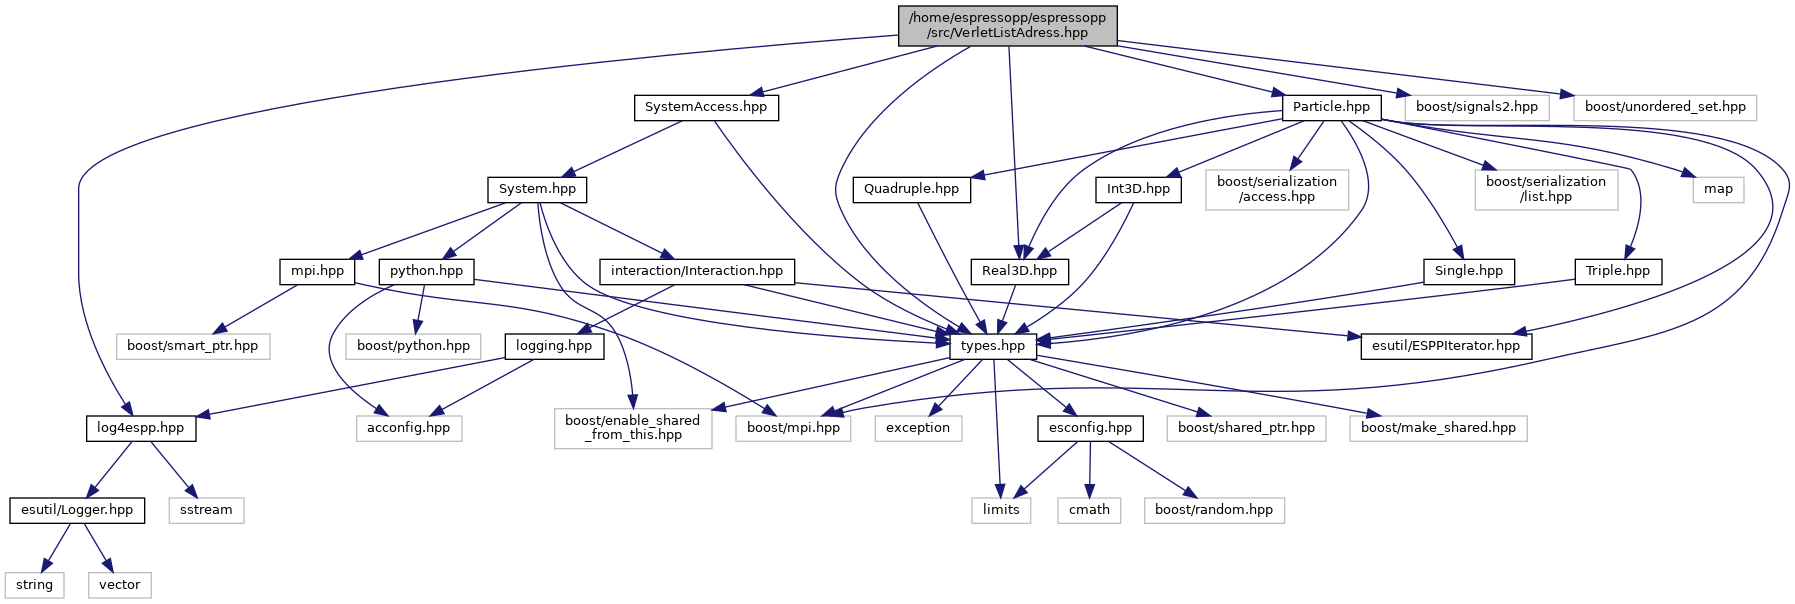 /home/espressopp/espressopp
/src/VerletListAdress.hpp
SystemAccess.hpp
Particle.hpp
boost/signals2.hpp
boost/unordered_set.hpp
System.hpp
Quadruple.hpp
Int3D.hpp
boost/serialization
/access.hpp
boost/serialization
/list.hpp
map
mpi.hpp
python.hpp
interaction/Interaction.hpp
Real3D.hpp
Single.hpp
Triple.hpp
boost/smart_ptr.hpp
boost/python.hpp
logging.hpp
types.hpp
esutil/ESPPIterator.hpp
log4espp.hpp
acconfig.hpp
boost/enable_shared
_from_this.hpp
boost/mpi.hpp
exception
esconfig.hpp
boost/shared_ptr.hpp
boost/make_shared.hpp
esutil/Logger.hpp
sstream
limits
cmath
boost/random.hpp
string
vector